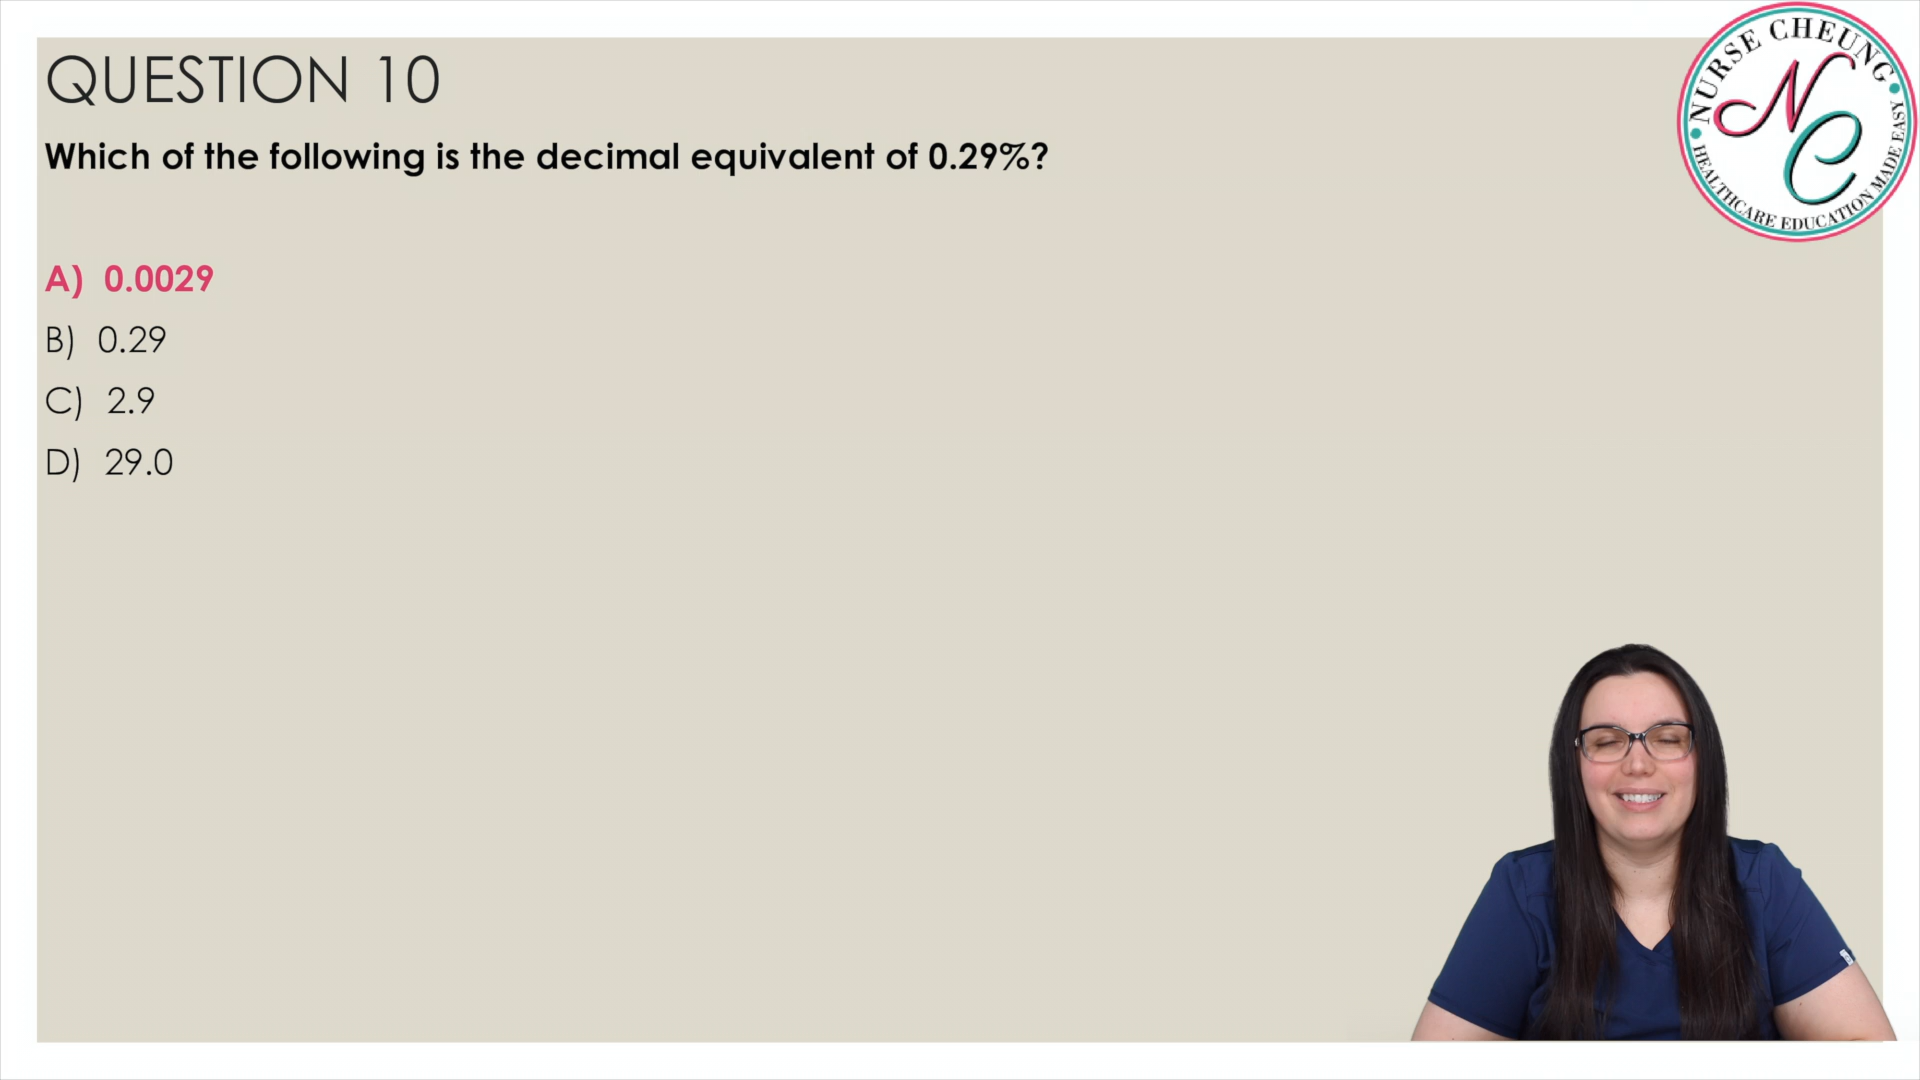 QUESTION 10
Which of the following is the decimal equivalent of 0.29%?
A) 0.0029
B) 0.29
C) 2.9
D) 29.0
NURSE CHEUNG
NC
HEALTHCARE EDUCATION MADE EASY